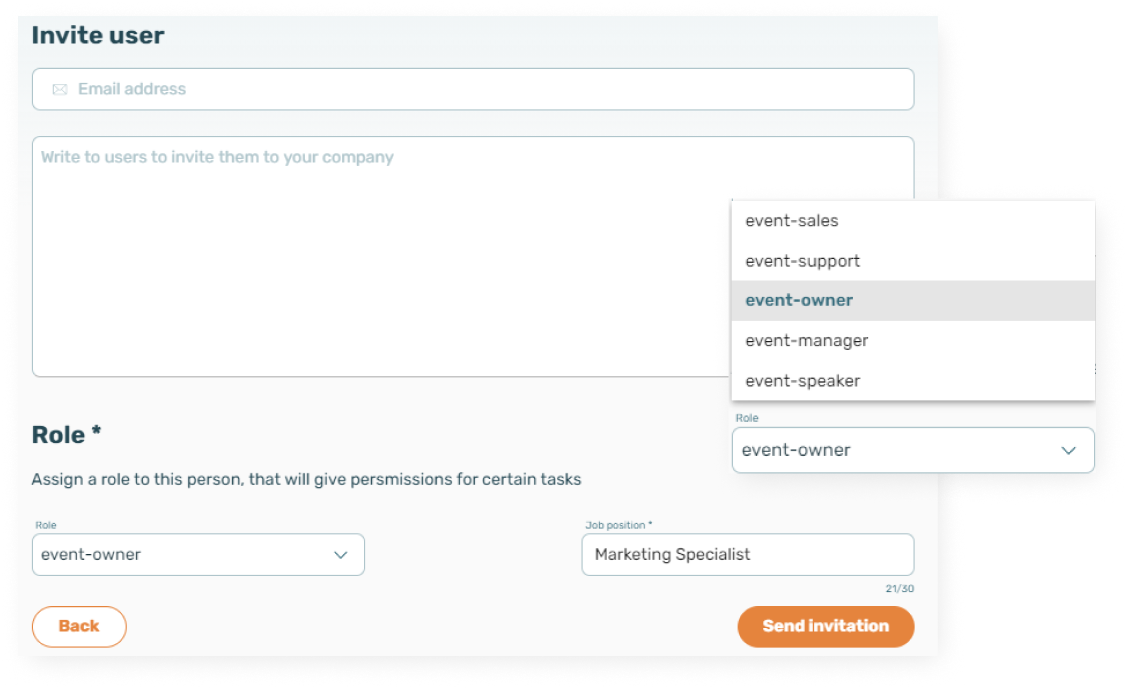 Invite user
Email address
Write to users to invite them to your company
event-sales
event-support
event-owner
event-manager
event-speaker
Role
event-owner
Role *
Assign a role to this person, that will give persmissions for certain tasks
Role
event-owner
Job position *
Marketing Specialist
21/30
Back
Send invitation